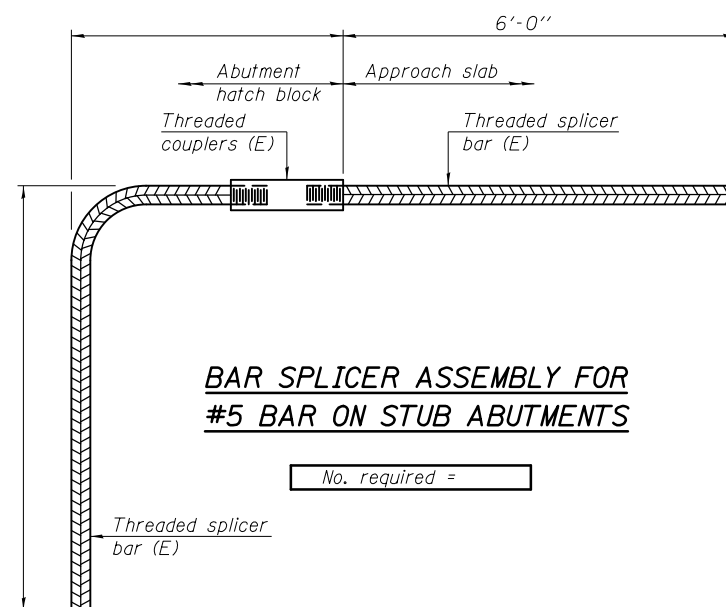 6'-0''
Abutment
hatch block
Approach slab
Threaded
couplers (E)
Threaded splicer
bar (E)
BAR SPLICER ASSEMBLY FOR
#5 BAR ON STUB ABUTMENTS
No. required =
Threaded splicer
bar (E)